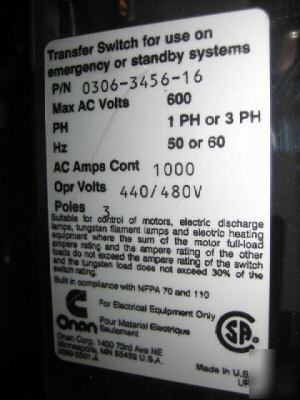 Transfer Switch for use on
emergency or standby systems
P/N 0306-3456-16
Max AC Volts 600
PH 1 PH or 3 PH
Hz 50 or 60
AC Amps Cont 1000
Opr Volts 440/480V
Poles 3
Suitable for control of motors, electric discharge
lamps, tungsten filament lamps and electric heating
equipment where the sum of the motor full-load
ampere rating and the ampere rating of the other
loads do not exceed the ampere rating of the switch
and the tungsten load does not exceed 30% of the
switch rating.
Built in compliance with NFPA 70 and 110
For Electrical Equipment Only
Pour Material Electrique
Seulement
Onan
SA
Onan Corp. 1400 73rd Ave NE
Minneapolis, MN 55432 U.S.A.
Made in U.S.